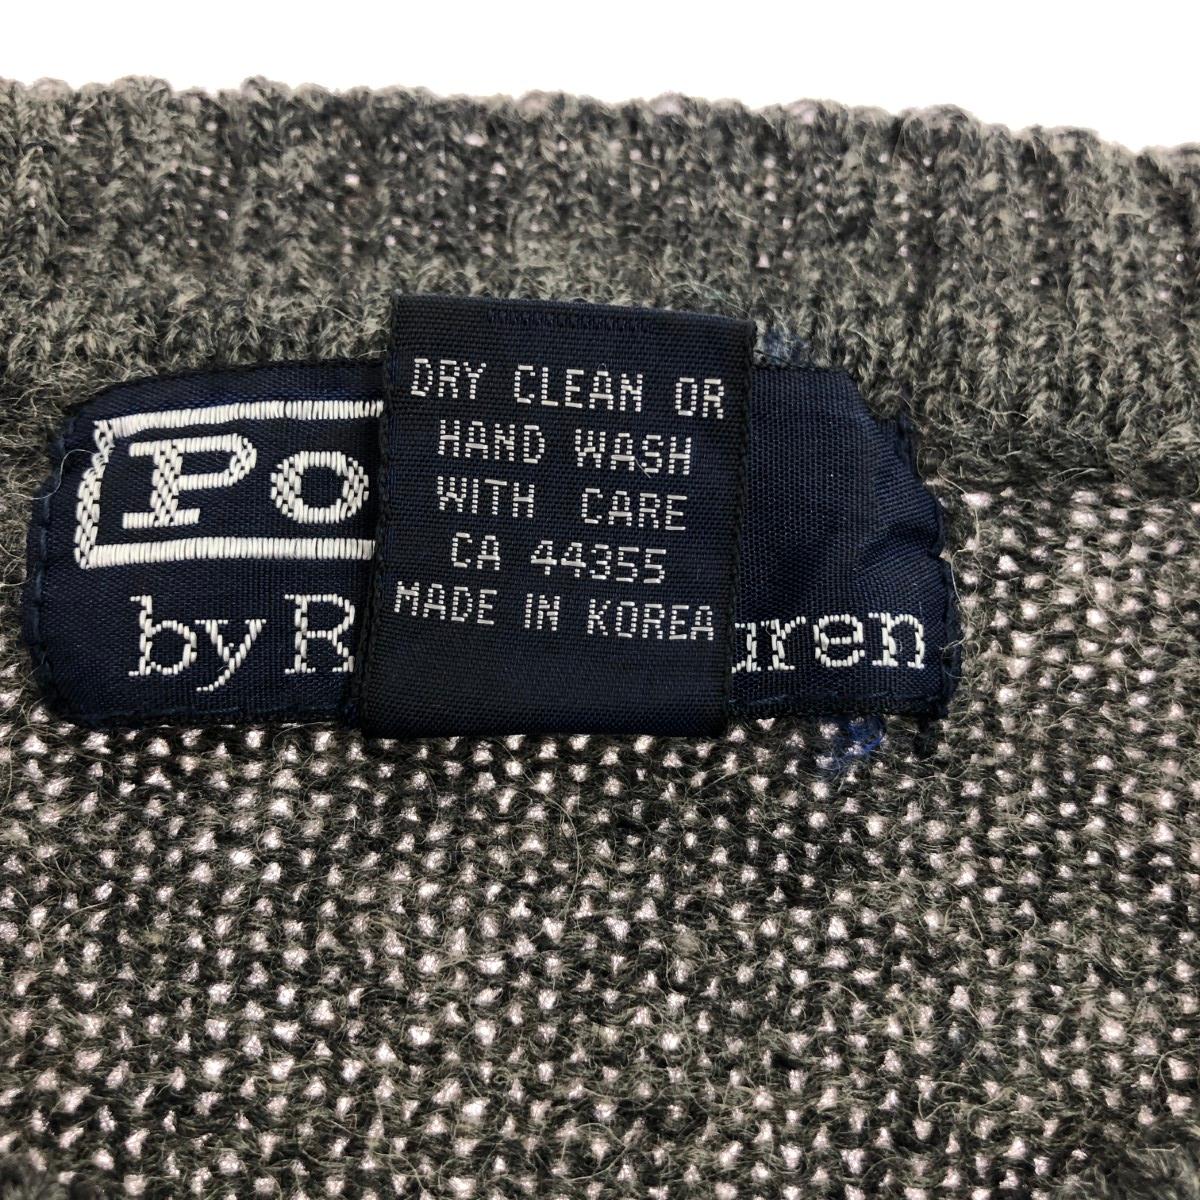 Po
by R uren
DRY CLEAN OR
HAND WASH
WITH CARE
CA 44355
MADE IN KOREA